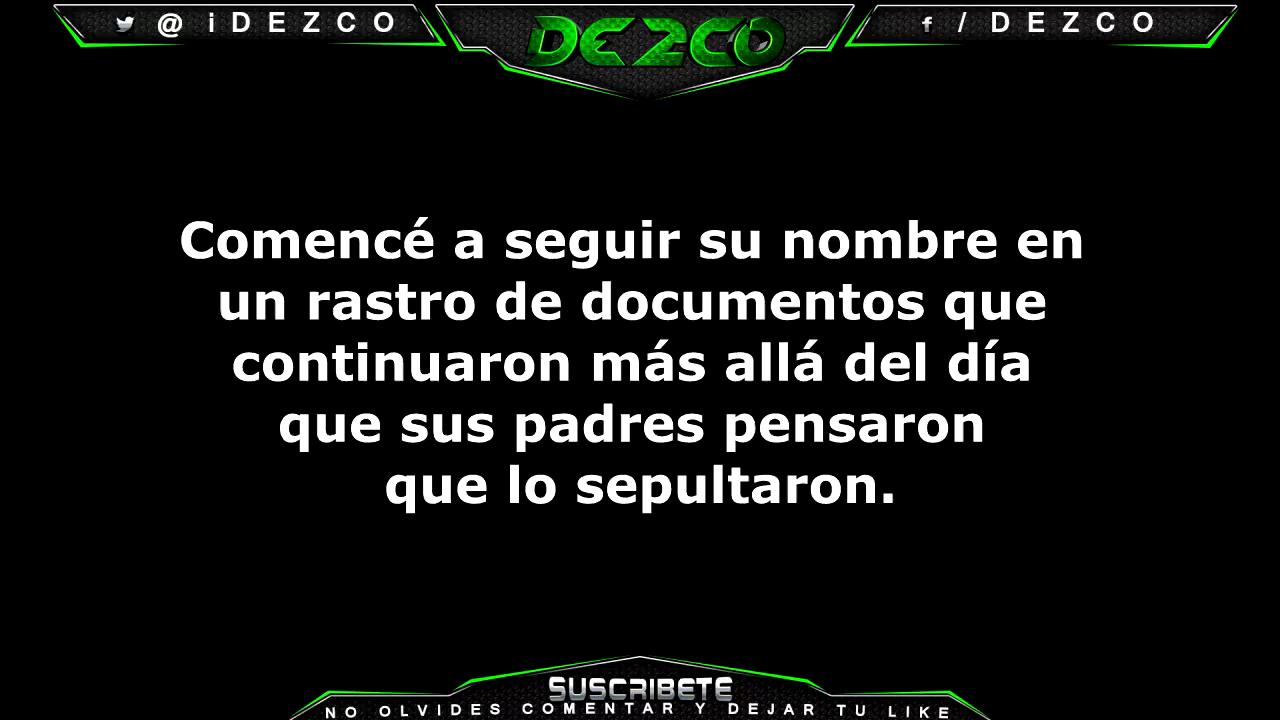 @iDEZCO
DEZCO
/DEZCO
Comencé a seguir su nombre en
un rastro de documentos que
continuaron más allá del día
que sus padres pensaron
que lo sepultaron.
SUSCRIBETE
NO OLVIDES COMENTAR Y DEJAR TU LIKE